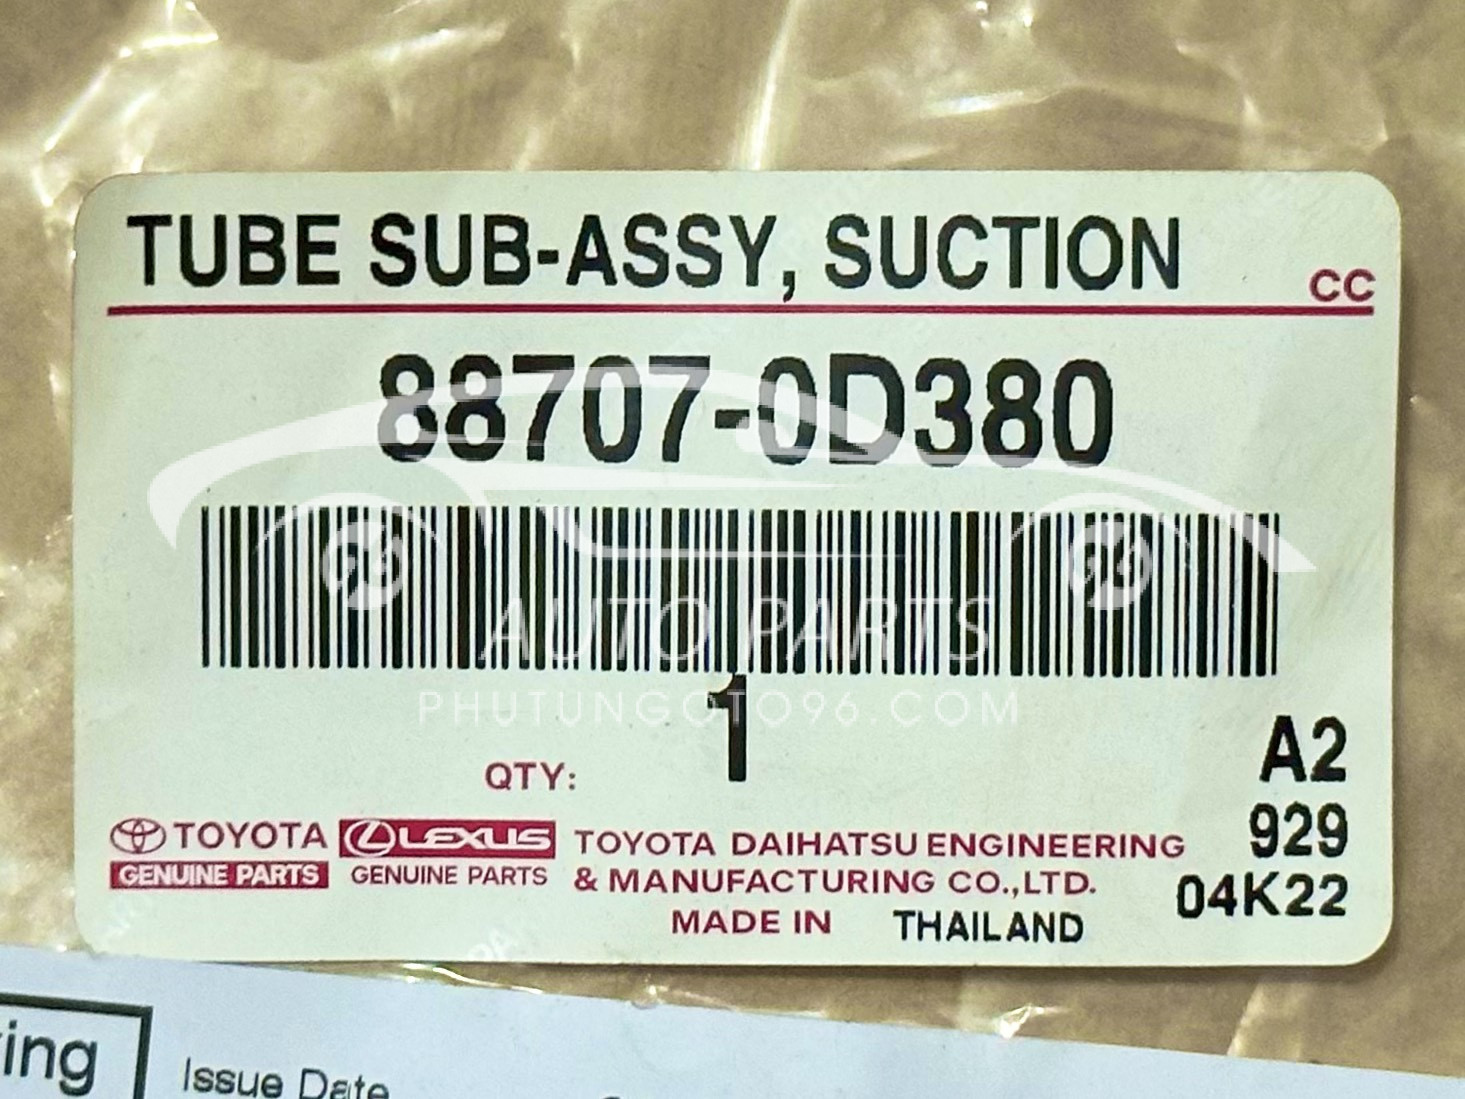 TUBE SUB-ASSY, SUCTION
CC
88707-0D380
AUTO PARTS
PHUTUNGOTO96.COM
QTY: 1
A2
929
04K22
TOYOTA
GENUINE PARTS
LEXUS
GENUINE PARTS
TOYOTA DAIHATSU ENGINEERING
& MANUFACTURING CO.,LTD.
MADE IN THAILAND
Issue Date